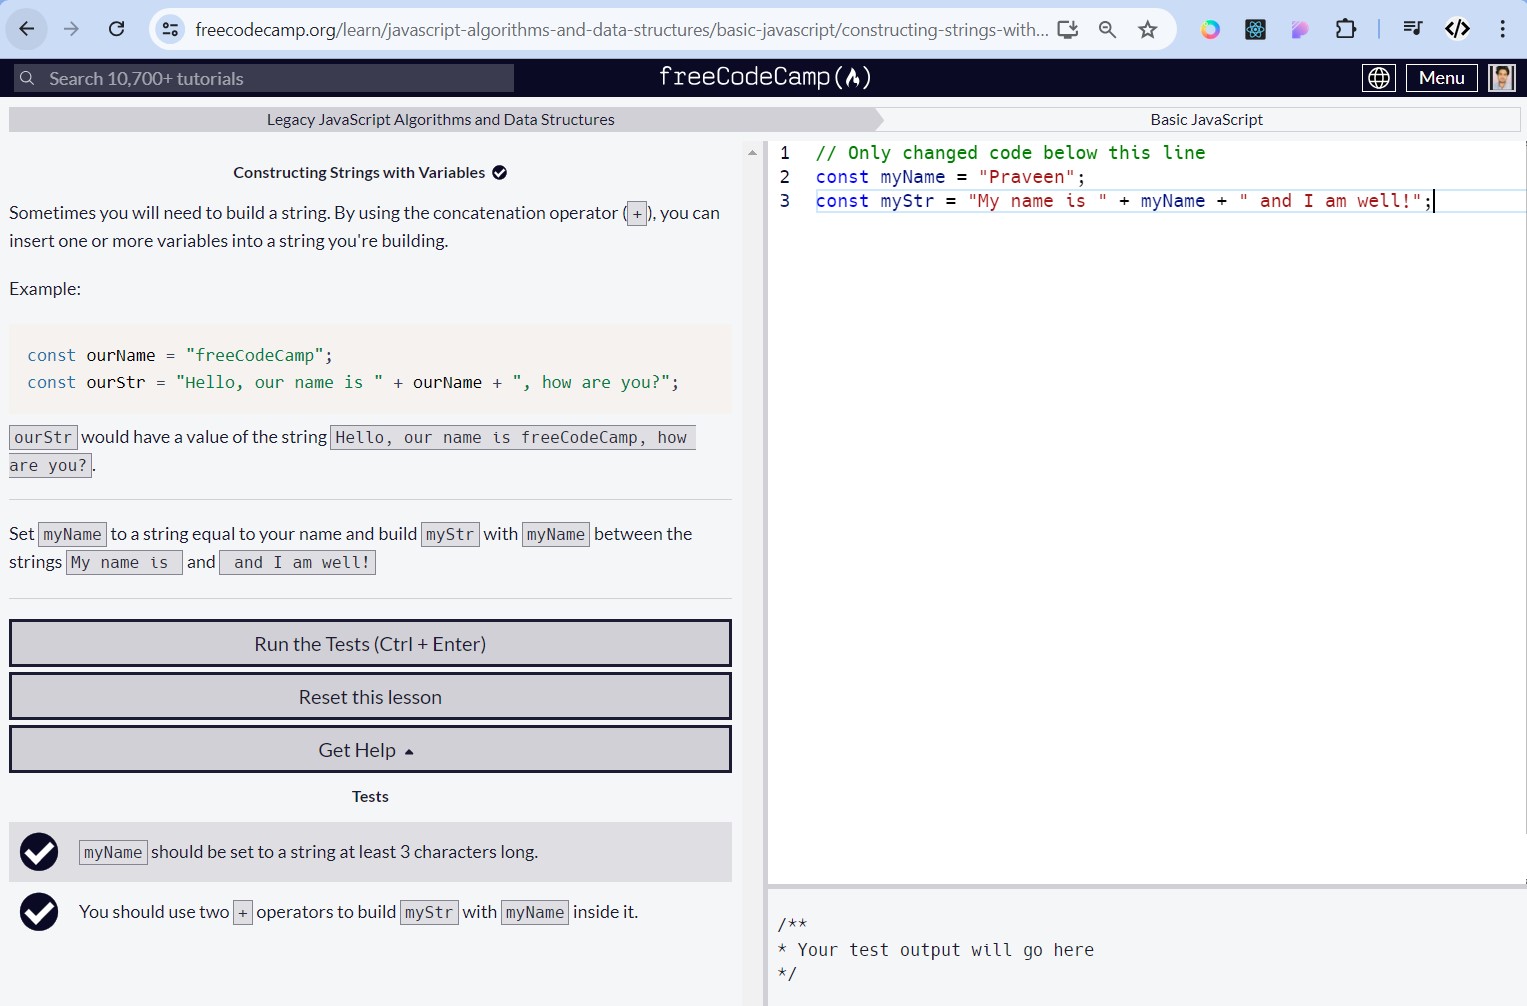 freecodecamp.org/learn/javascript-algorithms-and-data-structures/basic-javascript/constructing-strings-with...
Search 10,700+ tutorials
freeCodeCamp
Menu
Legacy JavaScript Algorithms and Data Structures
Basic JavaScript
Constructing Strings with Variables
Sometimes you will need to build a string. By using the concatenation operator (+), you can
insert one or more variables into a string you're building.
Example:
const ourName = "freeCodeCamp";
const ourStr = "Hello, our name is " + ourName + ", how are you?";
ourStr would have a value of the string Hello, our name is freeCodeCamp, how
are you?.
Set myName to a string equal to your name and build myStr with myName between the
strings My name is and and I am well!
Run the Tests (Ctrl + Enter)
Reset this lesson
Get Help
Tests
myName should be set to a string at least 3 characters long.
You should use two + operators to build myStr with myName inside it.
1 // Only changed code below this line
2 const myName = "Praveen";
3 const myStr = "My name is " + myName + " and I am well!";
/**
* Your test output will go here
*/